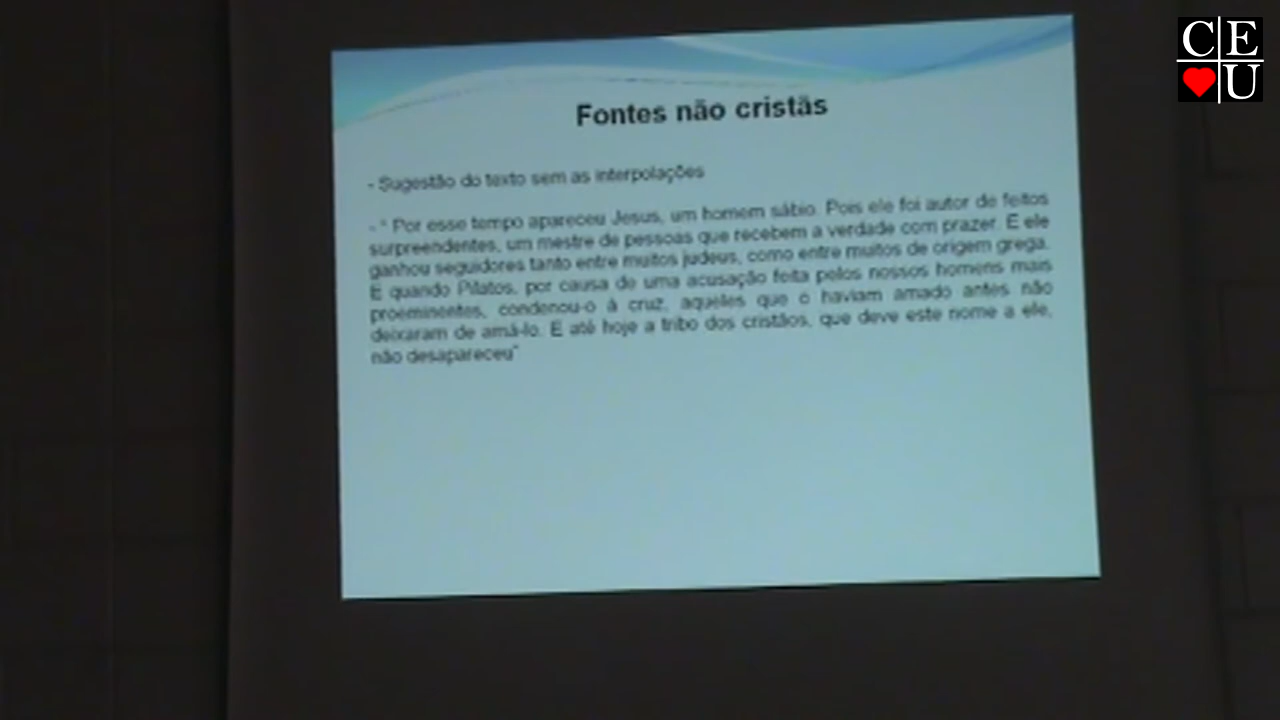 C E
U
Fontes não cristãs
- Sugestão do texto sem as interpolações
- " Por esse tempo apareceu Jesus, um homem sábio. Pois ele foi autor de feitos
surpreendentes, um mestre de pessoas que recebem a verdade com prazer. E ele
ganhou seguidores tanto entre muitos judeus, como entre muitos de origem grega.
E quando Pilatos, por causa de uma acusação feita pelos nossos homens mais
proeminentes, condenou-o à cruz, aqueles que o haviam amado antes não
deixaram de amá-lo. E até hoje a tribo dos cristãos, que deve este nome a ele,
não desapareceu"